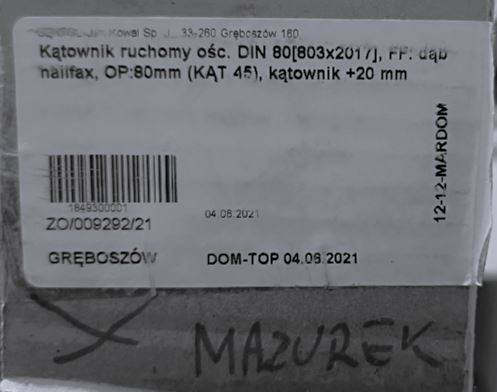 Kowal Sp. J., 33-260 Gręboszów 160,
Kątownik ruchomy ośc. DIN 80[803x2017], FF: dąb
halifax, OP:80mm (KĄT 45), kątownik +20 mm
12-12-MARDOM
1849300001
04.06.2021
ZO/009292/21
GRĘBOSZÓW DOM-TOP 04.06.2021
MAZUREK